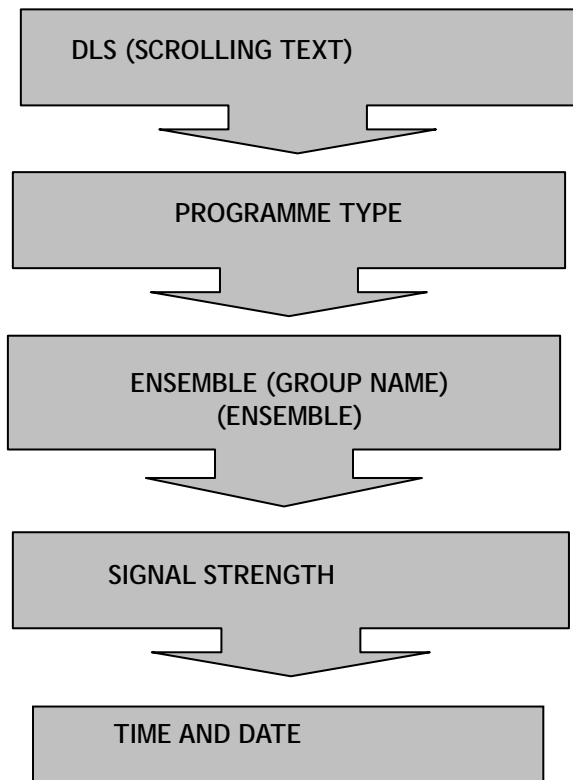 DLS (SCROLLING TEXT)
PROGRAMME TYPE
ENSEMBLE (GROUP NAME)
(ENSEMBLE)
SIGNAL STRENGTH
TIME AND DATE